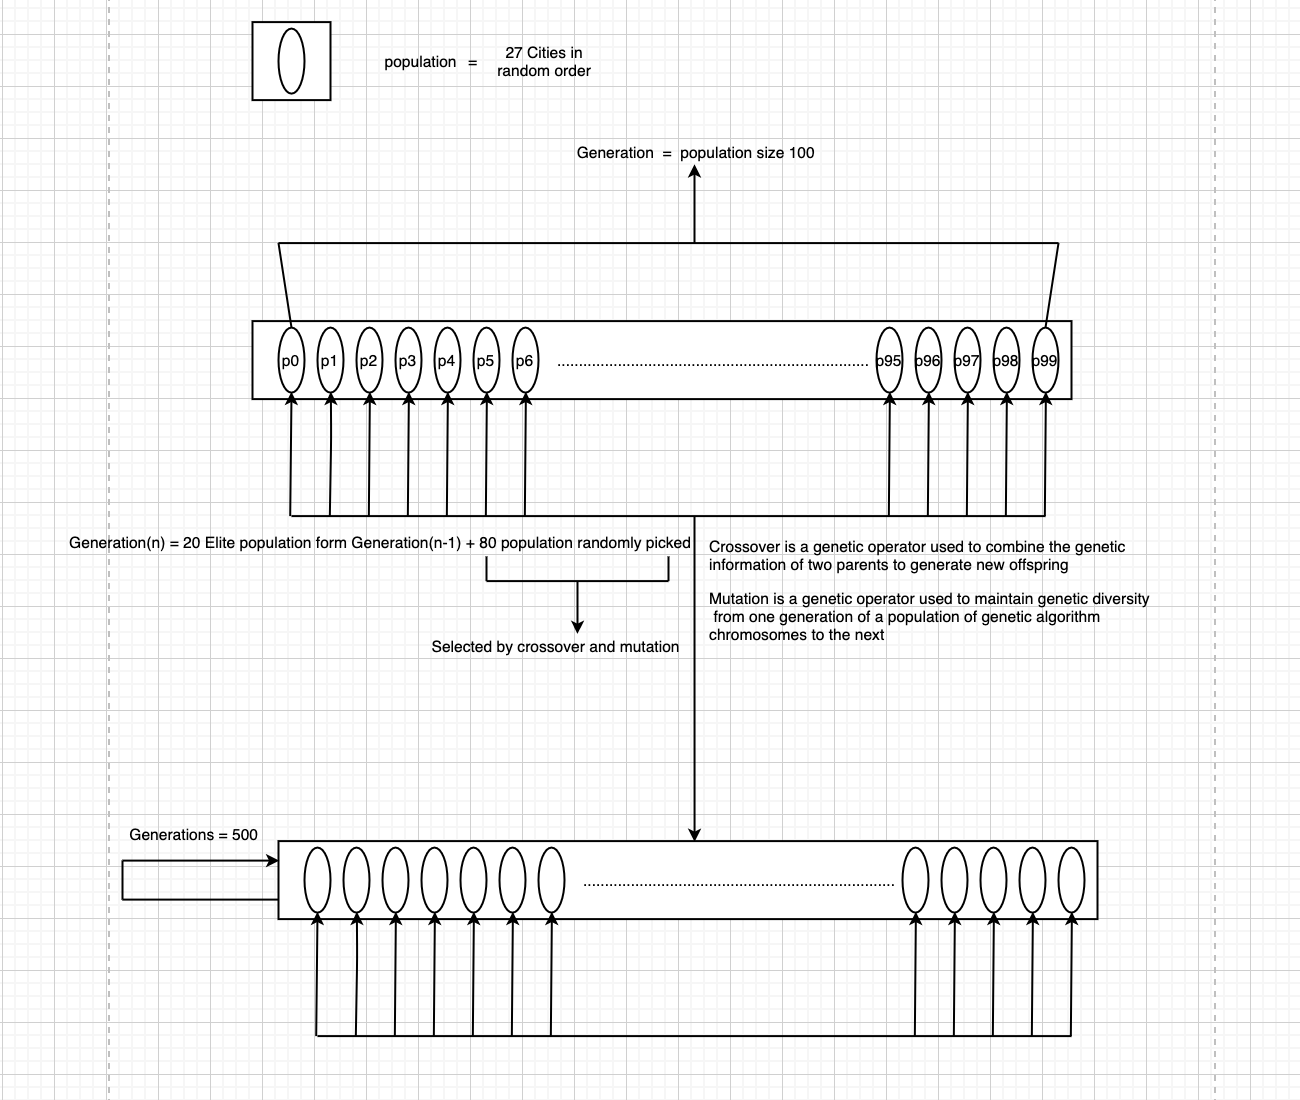 population = 27 Cities in
random order
Generation = population size 100
p0 p1 p2 p3 p4 p5 p6 p95 p96 p97 p98 p99
Generation(n) = 20 Elite population form Generation(n-1) + 80 population randomly picked
Crossover is a genetic operator used to combine the genetic
information of two parents to generate new offspring
Mutation is a genetic operator used to maintain genetic diversity
from one generation of a population of genetic algorithm
chromosomes to the next
Selected by crossover and mutation
Generations = 500